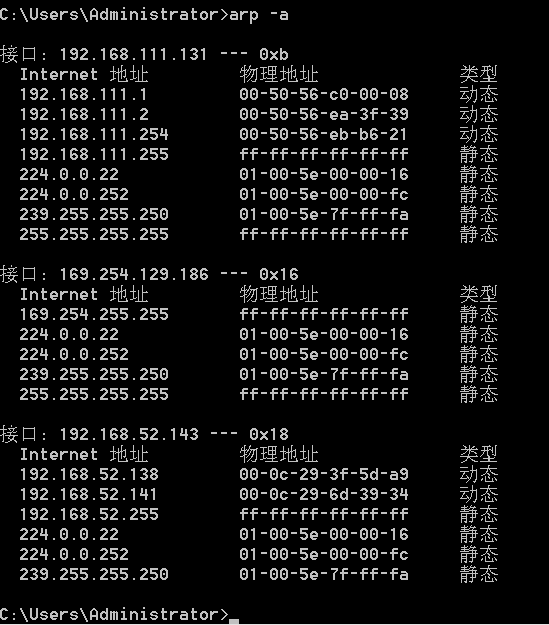 C:\Users\Administrator>arp -a
接口: 192.168.111.131 --- 0xb
Internet 地址 物理地址 类型
192.168.111.1 00-50-56-c0-00-08 动态
192.168.111.2 00-50-56-ea-3f-39 动态
192.168.111.254 00-50-56-eb-b6-21 动态
192.168.111.255 ff-ff-ff-ff-ff-ff 静态
224.0.0.22 01-00-5e-00-00-16 静态
224.0.0.252 01-00-5e-00-00-fc 静态
239.255.255.250 01-00-5e-7f-ff-fa 静态
255.255.255.255 ff-ff-ff-ff-ff-ff 静态
接口: 169.254.129.186 --- 0x16
Internet 地址 物理地址 类型
169.254.255.255 ff-ff-ff-ff-ff-ff 静态
224.0.0.22 01-00-5e-00-00-16 静态
224.0.0.252 01-00-5e-00-00-fc 静态
239.255.255.250 01-00-5e-7f-ff-fa 静态
255.255.255.255 ff-ff-ff-ff-ff-ff 静态
接口: 192.168.52.143 --- 0x18
Internet 地址 物理地址 类型
192.168.52.138 00-0c-29-3f-5d-a9 动态
192.168.52.141 00-0c-29-6d-39-34 动态
192.168.52.255 ff-ff-ff-ff-ff-ff 静态
224.0.0.22 01-00-5e-00-00-16 静态
224.0.0.252 01-00-5e-00-00-fc 静态
239.255.255.250 01-00-5e-7f-ff-fa 静态
C:\Users\Administrator>